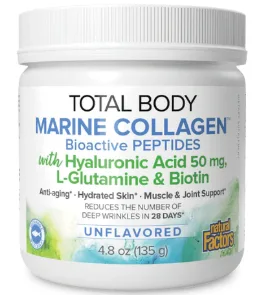 TOTAL BODY
MARINE COLLAGEN™
Bioactive PEPTIDES
with Hyaluronic Acid 50 mg,
L-Glutamine & Biotin
Anti-aging* · Hydrated Skin* · Muscle & Joint Support*
REDUCES THE NUMBER OF
DEEP WRINKLES IN 28 DAYS*
UNFLAVORED
4.8 oz (135 g)
natural
Factors